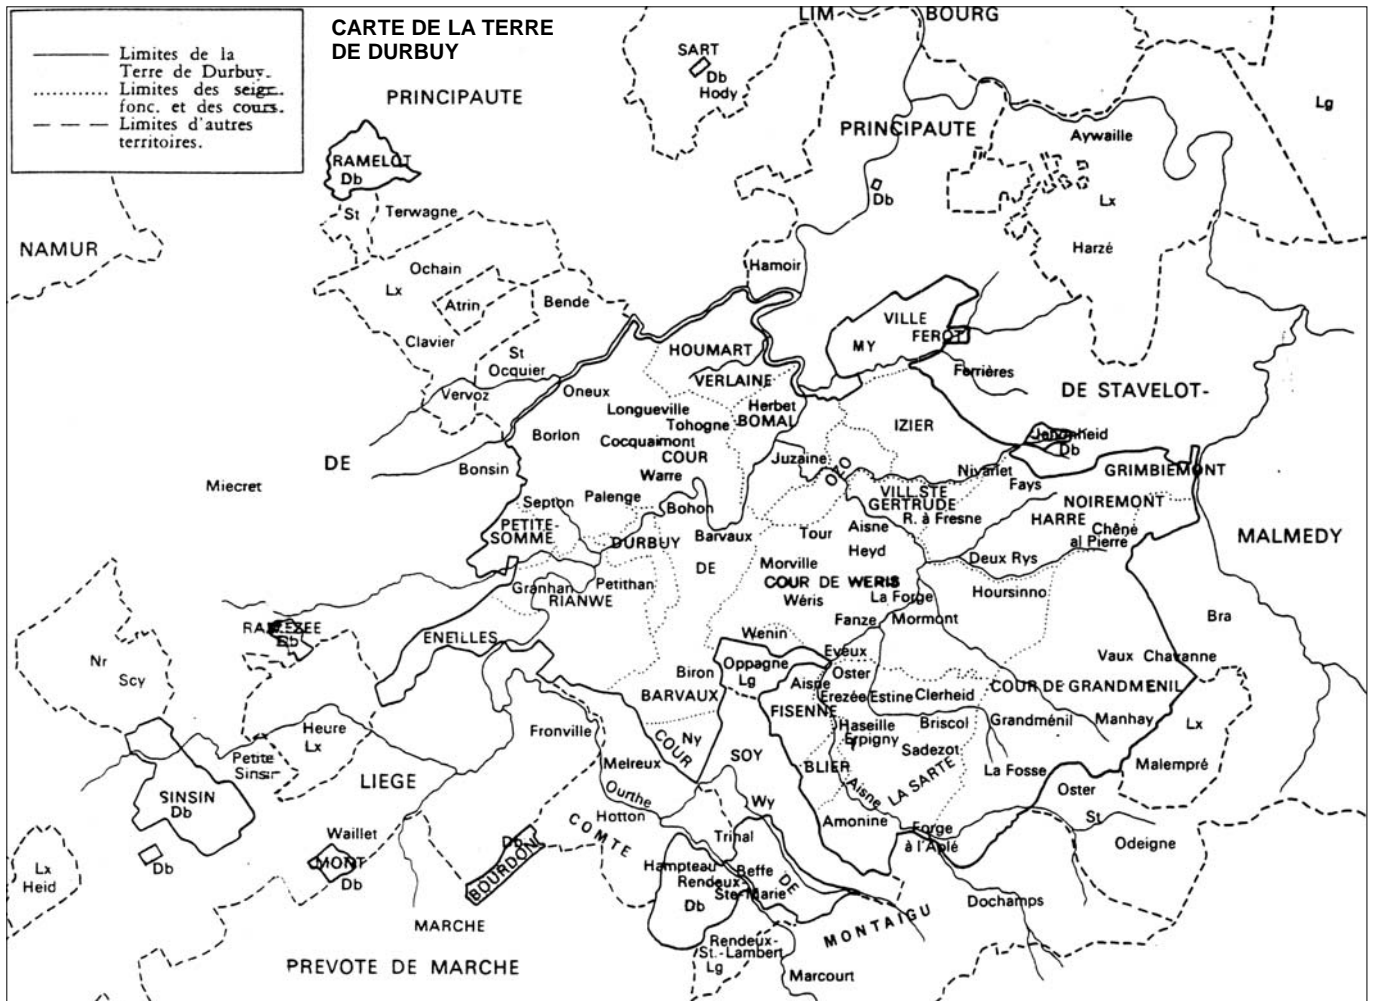 CARTE DE LA TERRE
DE DURBUY
Limites de la
Terre de Durbuy.
Limites des seigr.
fonc. et des cours.
Limites d'autres
territoires.
LIM BOURG
SART
Db
Hody
PRINCIPAUTE
PRINCIPAUTE
Lg
Aywaille
RAMELOT
Db
Db
Lx
St
Terwagne
NAMUR
Harzé
Hamoir
Ochain
Lx
Atrin
Bende
Clavier
VILLE
MY
FEROT
HOUMART
St
Ocquier
VERLAINE
Ferrières
Vervoz
Oneux
DE STAVELOT-
Longueville
Herbet
Tohogne
BOMAL
IZIER
Borlon
Cocquaimont
COUR
Jehonheid
Db
DE
Bonsin
Juzaine
OZO
Nivarlet
GRIMBIEMONT
Miecret
Warre
Fays
Palenge
VILL.STE
GERTRUDE
NOIREMONT
Septon
Bohon
R. à Fresne
HARRE
PETITE-
SOMME
DURBUY
Barvaux
Tour
Aisne
Chêne
al Pierre
MALMEDY
Heyd
Deux Rys
DE
Morville
COUR DE WERIS
Petithan
Granhan
RIANWE
Wéris
La Forge
Hoursinno
Fanze
Mormont
Bra
Db
ENEILLES
Wenin
Eveux
Nr
Scy
Biron
Oppagne
Lg
Oster
Vaux Chavanne
Aisne
BARVAUX
Erezée
Estine
Clerheid
COUR DE GRANDMENIL
FISENNE
Heure
Lx
Fronville
Ny
Haseille
Erpigny
Briscol
Grandménil
Manhay
Lx
Petite
Sinsin
COUR
SOY
Sadezot
LIEGE
Melreux
BLIER
La Fosse
Malempré
SINSIN
Db
Ourthe
Aisne
LA SARTE
Oster
Hotton
Wy
Amonine
St
Waillet
COMTE
Trinal
Forge
à l'Aplé
Odeigne
Db
MONT
Db
Db
BOURDON
Hampteau
Beffe
DE
Lx
Heid
Rendeux-
Ste-Marie
Db
Dochamps
MARCHE
MONTAIGU
Rendeux-
St.-Lambert
Lg
PREVOTE DE MARCHE
Marcourt